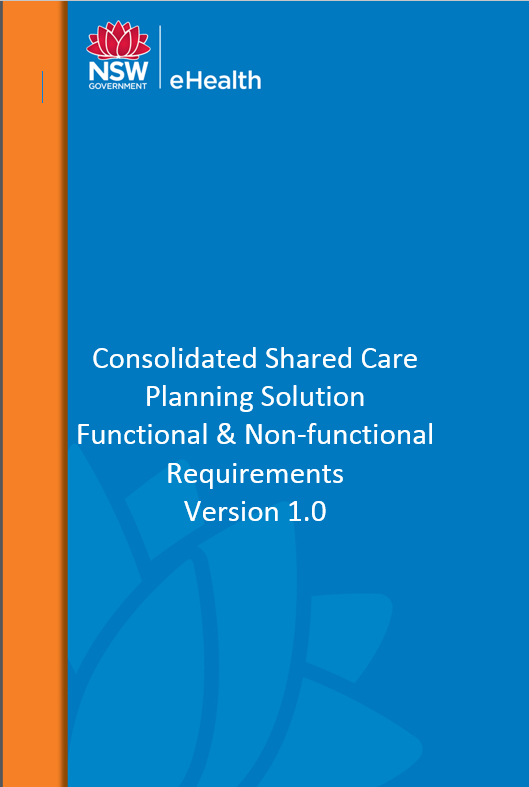 NSW
GOVERNMENT
eHealth
Consolidated Shared Care
Planning Solution
Functional & Non-functional
Requirements
Version 1.0